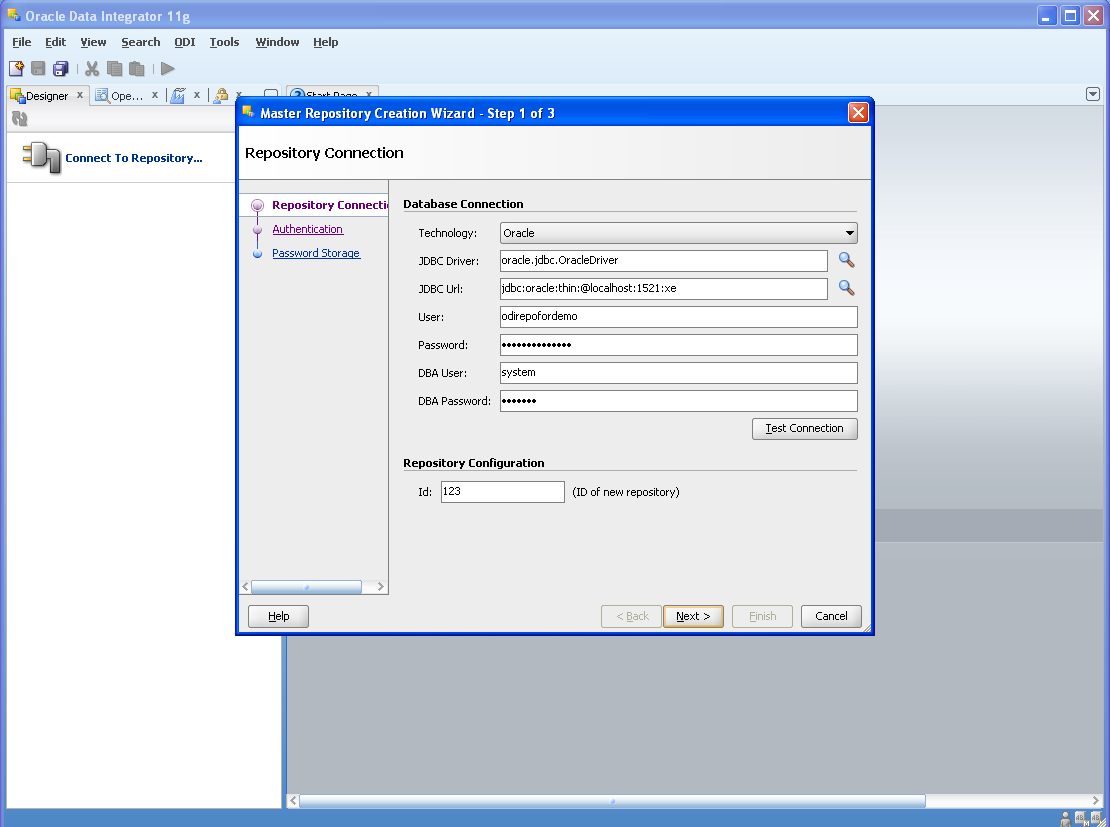 Oracle Data Integrator 11g
File Edit View Search ODI Tools Window Help
Designer Ope... Start Page
Connect To Repository...
Master Repository Creation Wizard - Step 1 of 3
Repository Connection
Repository Connecti
Authentication
Password Storage
Database Connection
Technology: Oracle
JDBC Driver: oracle.jdbc.OracleDriver
JDBC Url: jdbc:oracle:thin:@localhost:1521:xe
User: odirepofordemo
Password: ••••••••••••••
DBA User: system
DBA Password: •••••••
Test Connection
Repository Configuration
Id: 123 (ID of new repository)
Help < Back Next > Finish Cancel